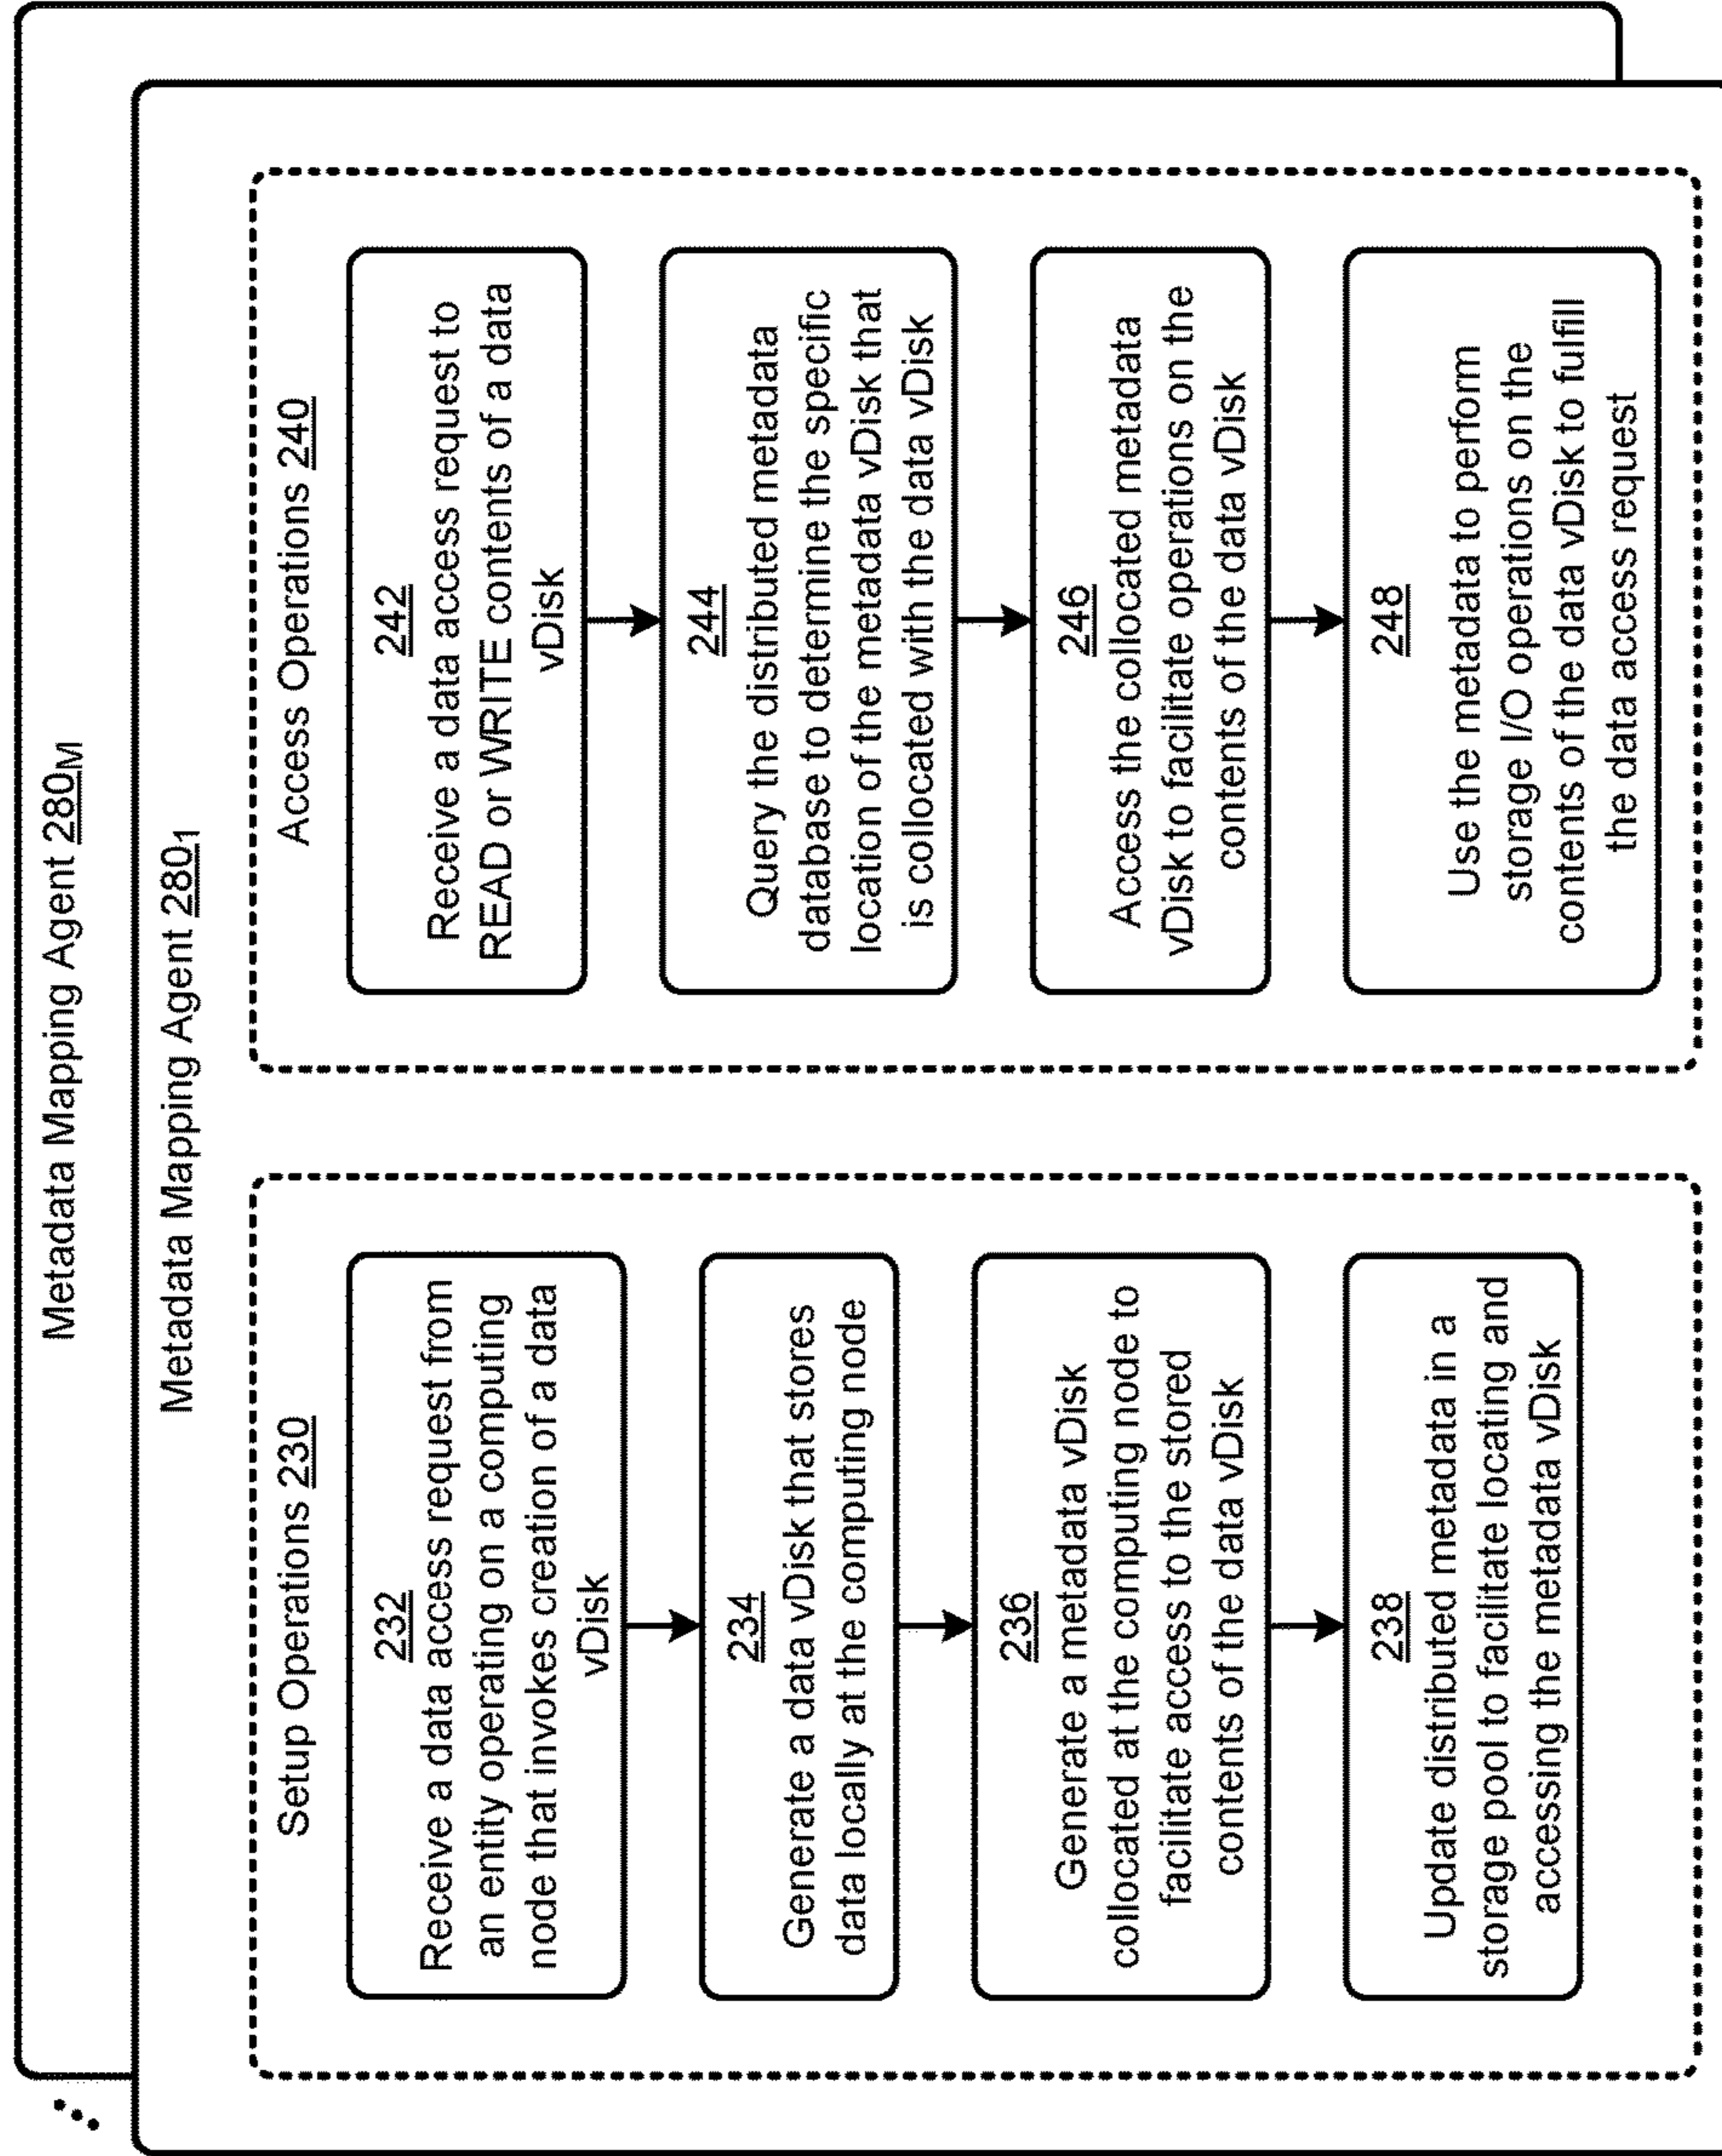 Metadata Mapping Agent 280M
Metadata Mapping Agent 2801
Setup Operations 230
232
Receive a data access request from
an entity operating on a computing
node that invokes creation of a data
vDisk
234
Generate a data vDisk that stores
data locally at the computing node
236
Generate a metadata vDisk
collocated at the computing node to
facilitate access to the stored
contents of the data vDisk
238
Update distributed metadata in a
storage pool to facilitate locating and
accessing the metadata vDisk
Access Operations 240
242
Receive a data access request to
READ or WRITE contents of a data
vDisk
244
Query the distributed metadata
database to determine the specific
location of the metadata vDisk that
is collocated with the data vDisk
246
Access the collocated metadata
vDisk to facilitate operations on the
contents of the data vDisk
248
Use the metadata to perform
storage I/O operations on the
contents of the data vDisk to fulfill
the data access request